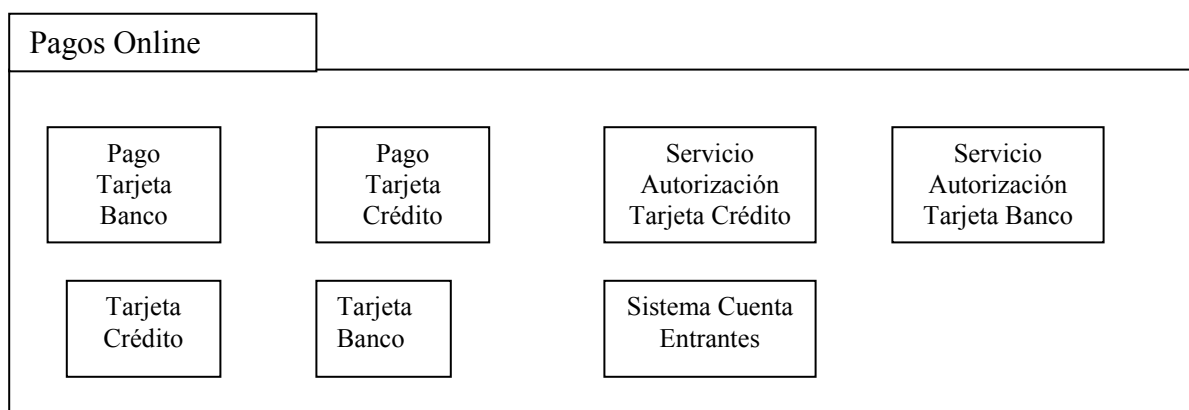 Pagos Online
Pago
Tarjeta
Banco
Pago
Tarjeta
Crédito
Servicio
Autorización
Tarjeta Crédito
Servicio
Autorización
Tarjeta Banco
Tarjeta
Crédito
Tarjeta
Banco
Sistema Cuenta
Entrantes